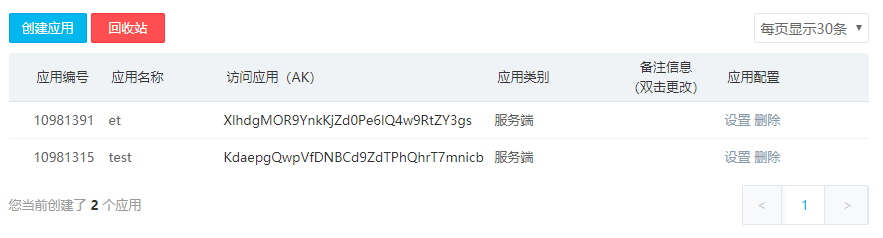 创建应用 回收站 每页显示30条
应用编号 应用名称 访问应用（AK） 应用类别 备注信息 应用配置
（双击更改）
10981391 et XlhdgMOR9YnkKjZd0Pe6lQ4w9RtZY3gs 服务端 设置 删除
10981315 test KdaepgQwpVfDNBCd9ZdTPhQhrT7mnicb 服务端 设置 删除
您当前创建了 2 个应用 < 1 >